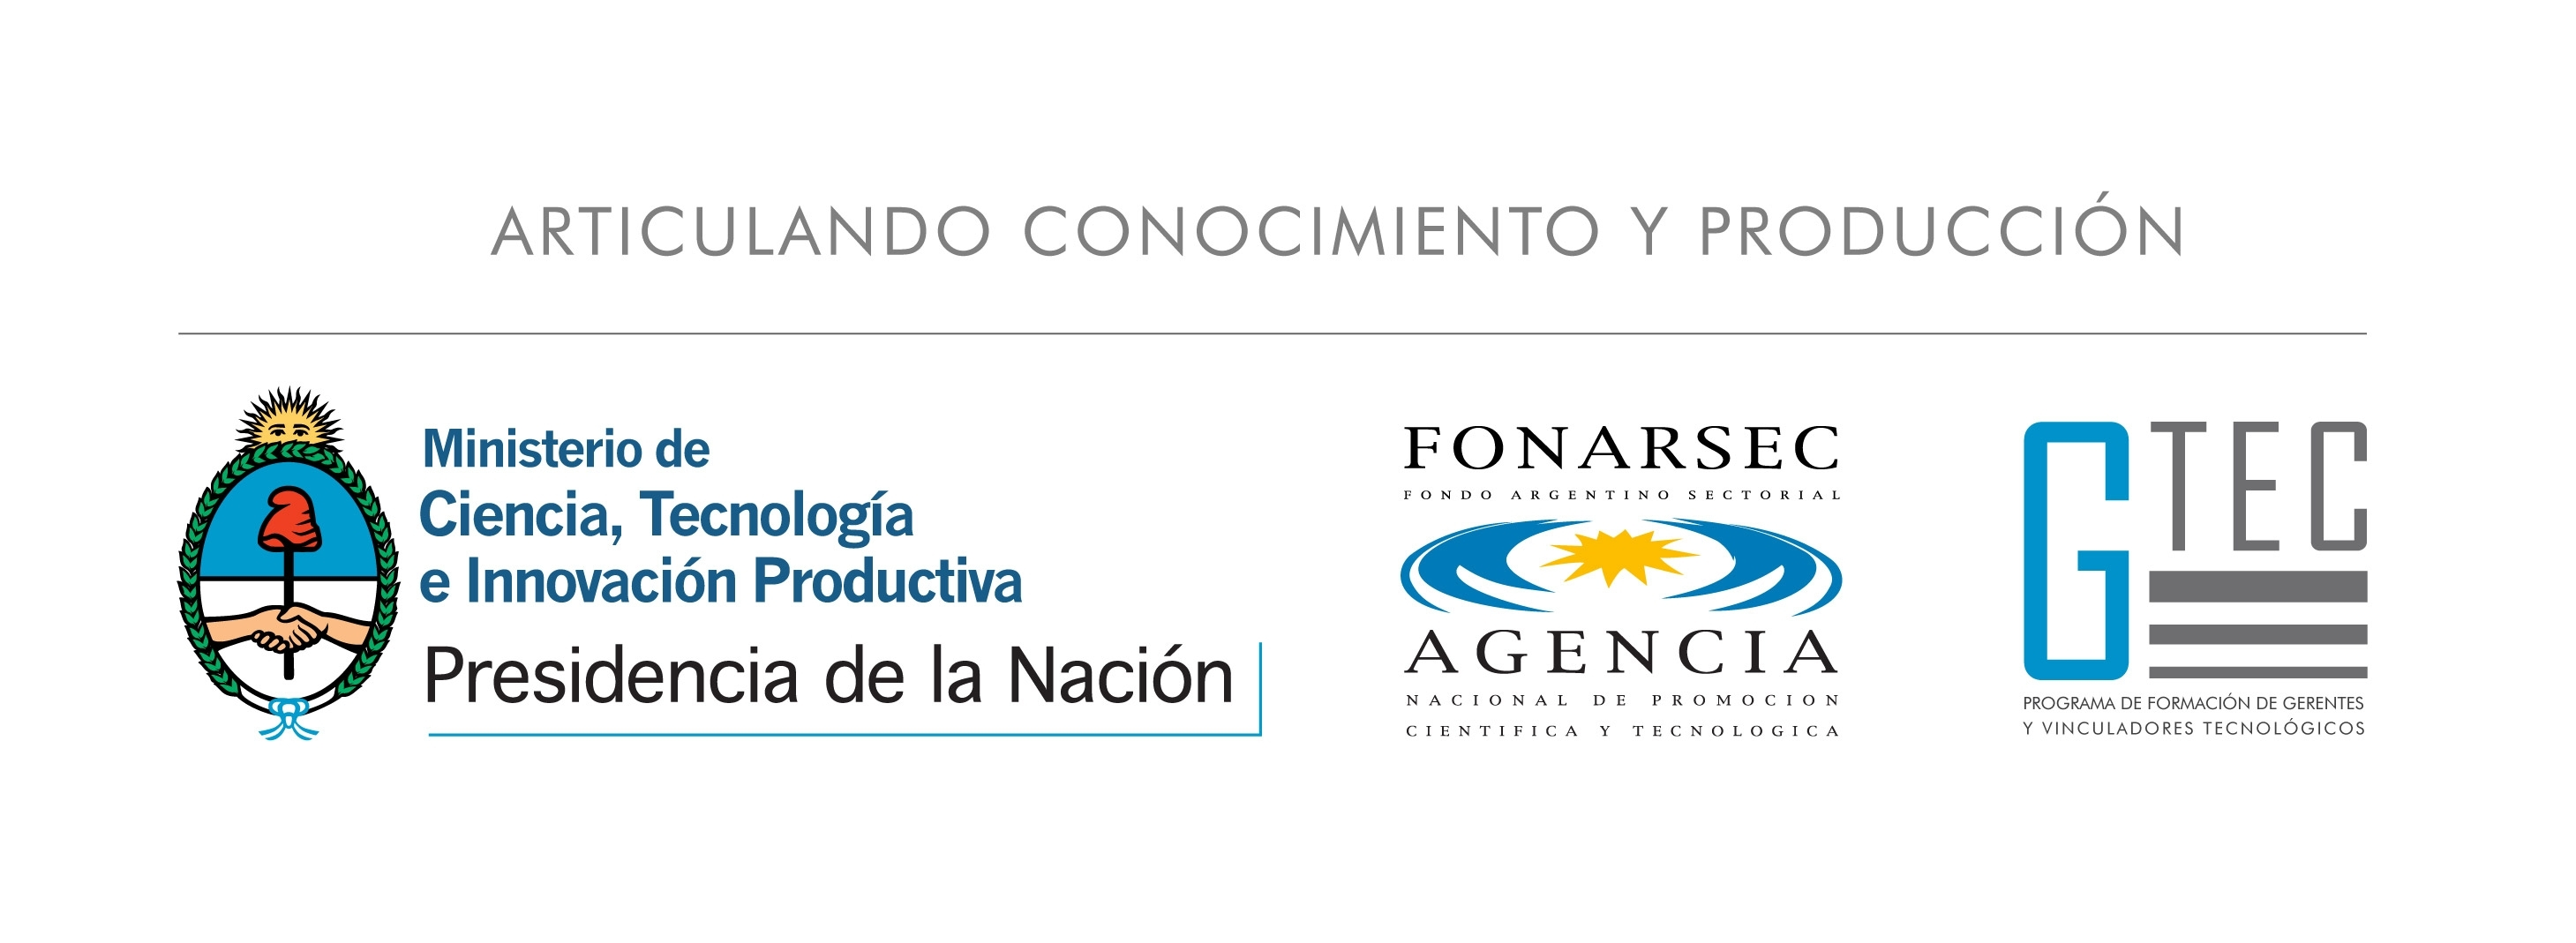 ARTICULANDO CONOCIMIENTO Y PRODUCCIÓN
Ministerio de
Ciencia, Tecnología
e Innovación Productiva
Presidencia de la Nación
FONARSEC
FONDO ARGENTINO SECTORIAL
AGENCIA
NACIONAL DE PROMOCION
CIENTIFICA Y TECNOLOGICA
GTEC
PROGRAMA DE FORMACIÓN DE GERENTES
Y VINCULADORES TECNOLÓGICOS